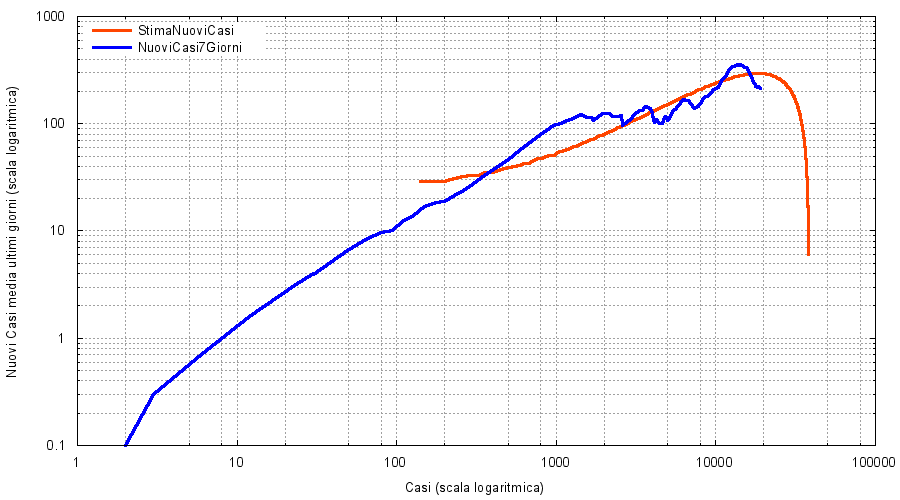 1000
StimaNuoviCasi
NuoviCasi7Giorni
100
10
1
0.1
Nuovi Casi media ultimi giorni (scala logaritmica)
1 10 100 1000 10000 100000
Casi (scala logaritmica)